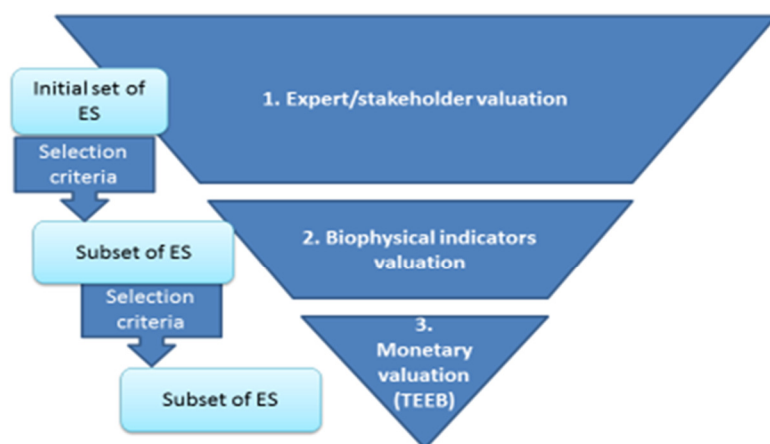 Initial set of
ES
1. Expert/stakeholder valuation
Selection
criteria
Subset of ES
2. Biophysical indicators
valuation
Selection
criteria
3.
Monetary
valuation
(TEEB)
Subset of ES